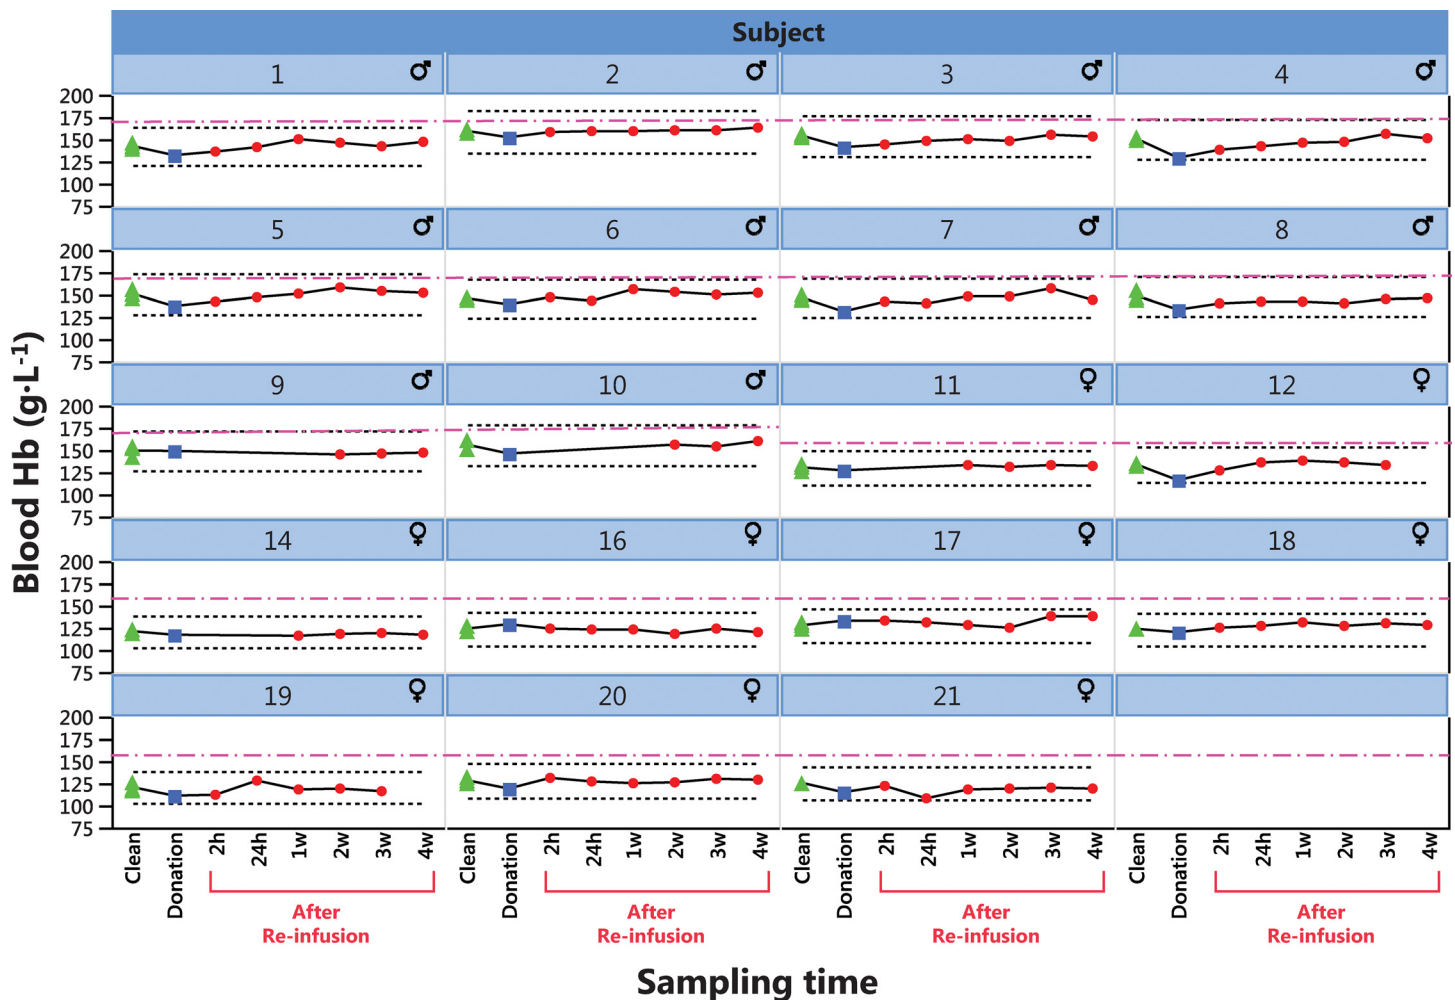 Subject
1 ♂ 2 ♂ 3 ♂ 4 ♂
200
175
150
125
100
75
5 ♂ 6 ♂ 7 ♂ 8 ♂
200
175
150
125
100
75
9 ♂ 10 ♂ 11 ♀ 12 ♀
200
175
150
125
100
75
14 ♀ 16 ♀ 17 ♀ 18 ♀
200
175
150
125
100
75
19 ♀ 20 ♀ 21 ♀
200
175
150
125
100
75
Blood Hb (g·L⁻¹)
Clean Donation 2h 24h 1w 2w 3w 4w Clean Donation 2h 24h 1w 2w 3w 4w Clean Donation 2h 24h 1w 2w 3w 4w Clean Donation 2h 24h 1w 2w 3w 4w
After After After After
Re-infusion Re-infusion Re-infusion Re-infusion
Sampling time